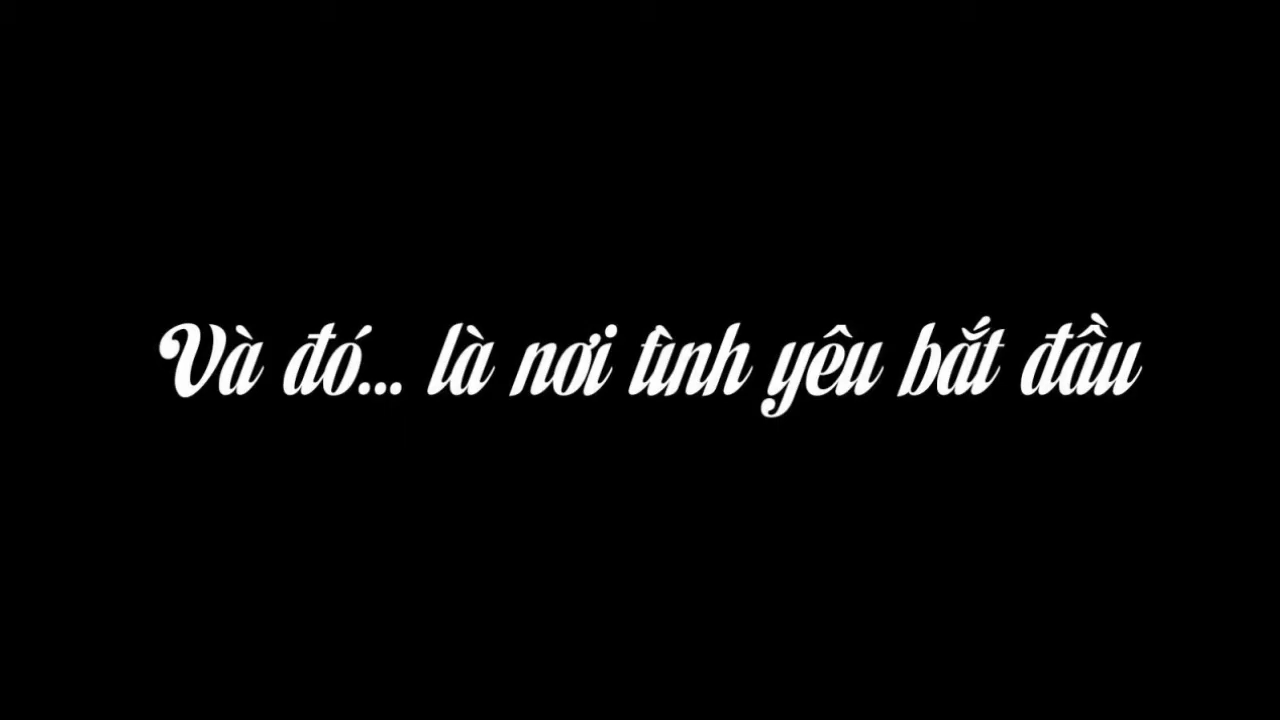 Và đó... là nơi tình yêu bắt đầu